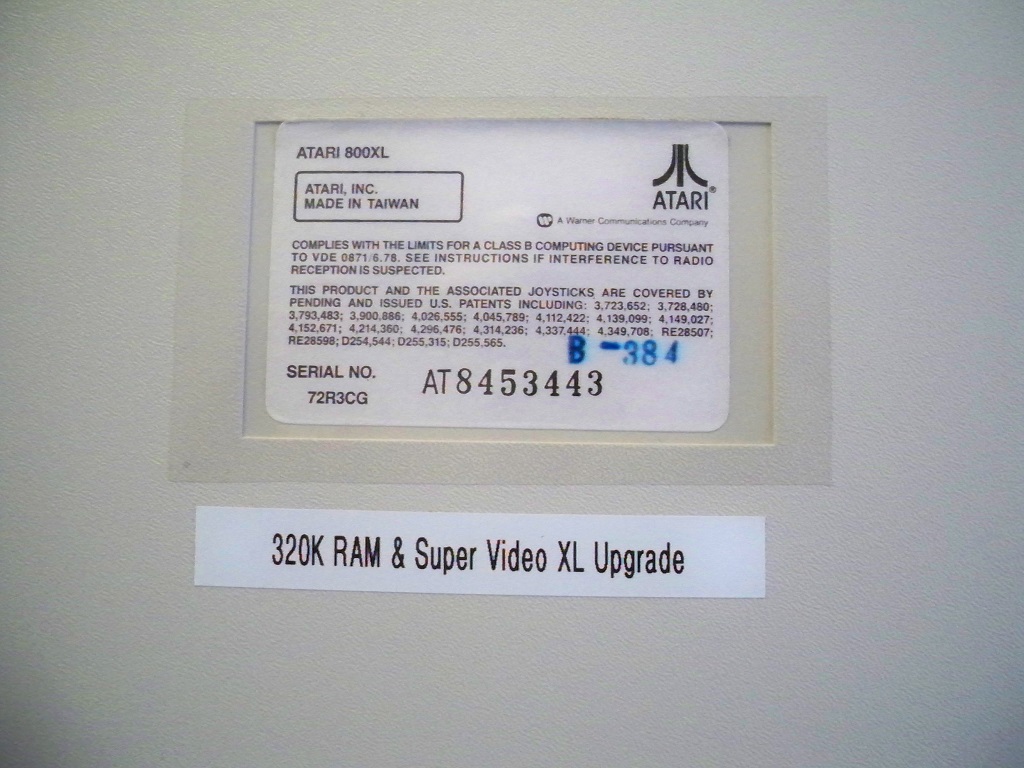 ATARI 800XL
ATARI, INC.
MADE IN TAIWAN
ATARI®
W A Warner Communications Company
COMPLIES WITH THE LIMITS FOR A CLASS B COMPUTING DEVICE PURSUANT
TO VDE 0871/6.78. SEE INSTRUCTIONS IF INTERFERENCE TO RADIO
RECEPTION IS SUSPECTED.
THIS PRODUCT AND THE ASSOCIATED JOYSTICKS ARE COVERED BY
PENDING AND ISSUED U.S. PATENTS INCLUDING: 3,723,652; 3,728,480;
3,793,483; 3,900,886; 4,026,555; 4,045,789; 4,112,422; 4,139,099; 4,149,027;
4,152,671; 4,214,360; 4,296,476; 4,314,236; 4,337,444; 4,349,708; RE28507;
RE28598; D254,544; D255,315; D255,565.
B - 384
SERIAL NO. AT8453443
72R3CG
320K RAM & Super Video XL Upgrade